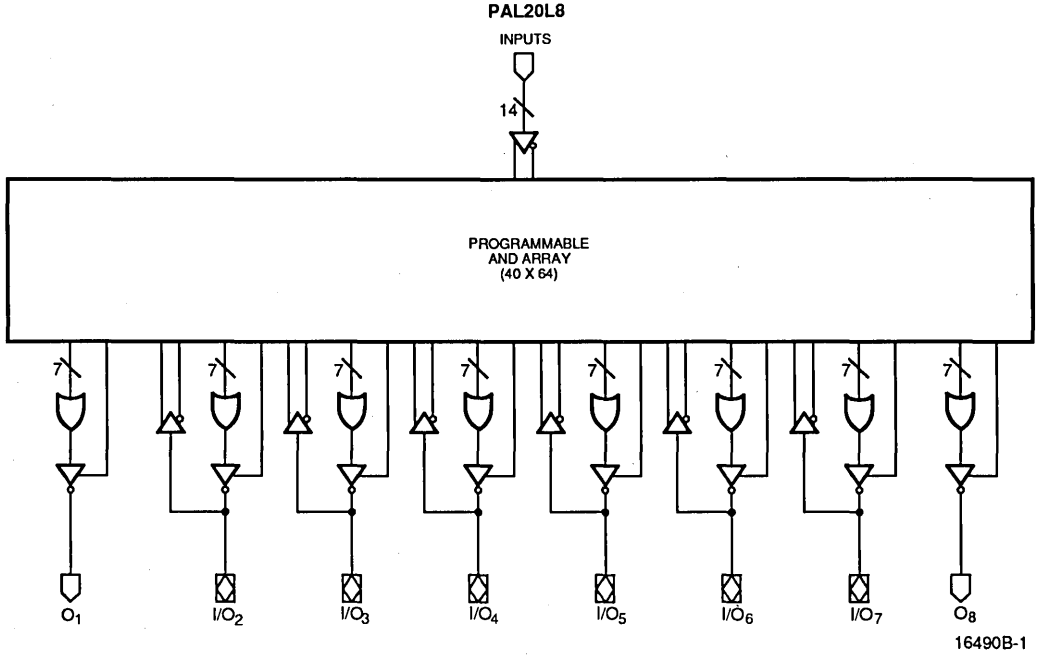 PAL20L8
INPUTS
14
PROGRAMMABLE
AND ARRAY
(40 X 64)
7 7 7 7 7 7 7 7
O1 I/O2 I/O3 I/O4 I/O5 I/O6 I/O7 O8
16490B-1